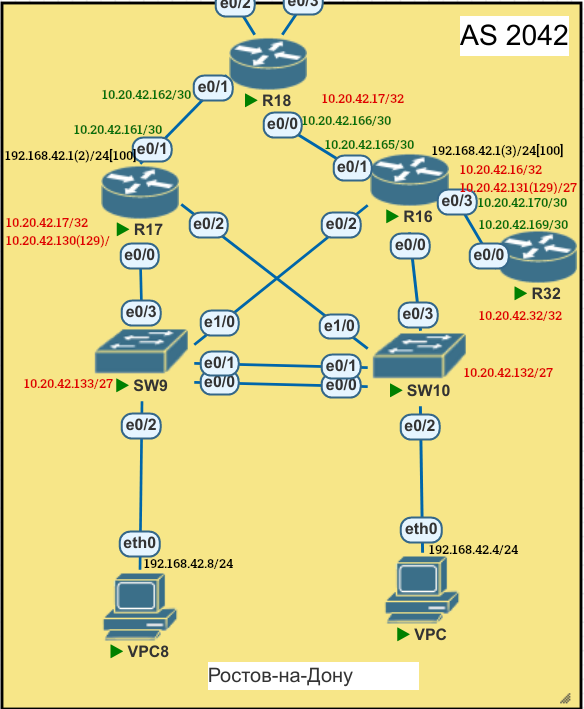 e0/2
e0/3
AS 2042
R18
e0/1
10.20.42.162/30
10.20.42.17/32
e0/0
10.20.42.166/30
10.20.42.161/30
e0/1
10.20.42.165/30
e0/1
192.168.42.1(2)/24[100]
192.168.42.1(3)/24[100]
10.20.42.16/32
10.20.42.131(129)/27
e0/3
10.20.42.170/30
R17
R16
10.20.42.17/32
10.20.42.130(129)/
e0/2
e0/2
10.20.42.169/30
e0/0
e0/0
e0/0
R32
10.20.42.32/32
e0/3
e1/0
e1/0
e0/3
e0/1
e0/1
e0/0
e0/0
SW9
SW10
10.20.42.133/27
10.20.42.132/27
e0/2
e0/2
eth0
eth0
192.168.42.8/24
192.168.42.4/24
VPC8
VPC
Ростов-на-Дону